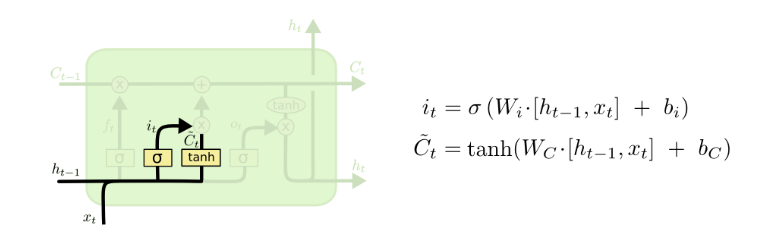 h_t
C_{t-1}
C_t
×
+
tanh
f_t
i_t
o_t
×
×
C̃_t
σ
σ
tanh
σ
h_{t-1}
h_t
x_t
i_t = σ (W_i·[h_{t-1}, x_t] + b_i)
C̃_t = tanh(W_C·[h_{t-1}, x_t] + b_C)